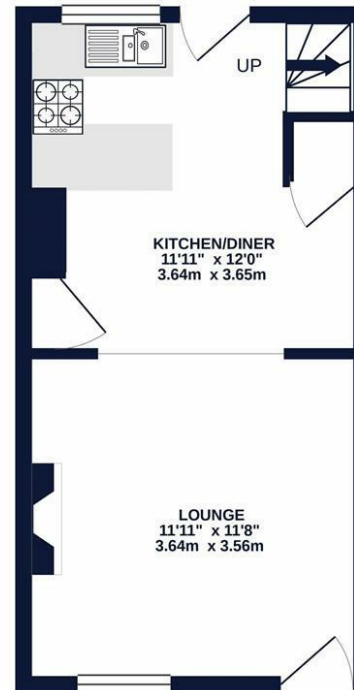 UP
KITCHEN/DINER
11'11" x 12'0"
3.64m x 3.65m
LOUNGE
11'11" x 11'8"
3.64m x 3.56m